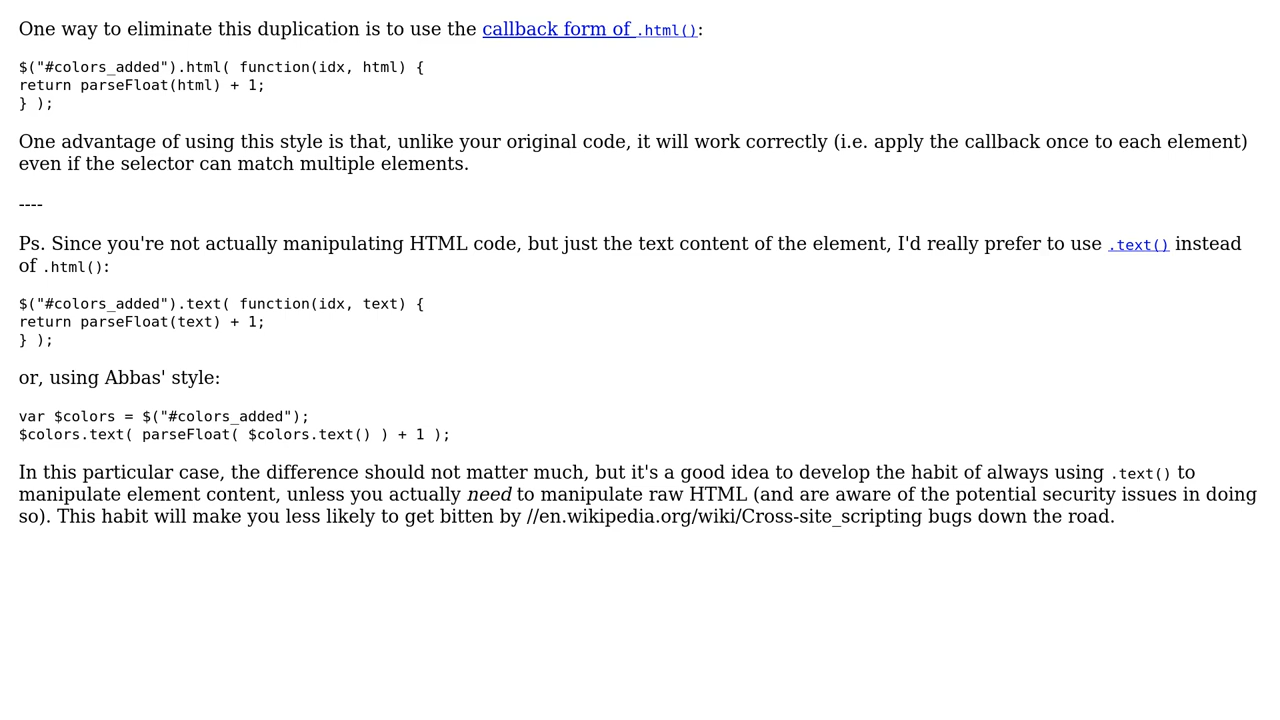 One way to eliminate this duplication is to use the callback form of .html():
$("#colors_added").html( function(idx, html) {
return parseFloat(html) + 1;
} );
One advantage of using this style is that, unlike your original code, it will work correctly (i.e. apply the callback once to each element)
even if the selector can match multiple elements.
----
Ps. Since you're not actually manipulating HTML code, but just the text content of the element, I'd really prefer to use .text() instead
of .html():
$("#colors_added").text( function(idx, text) {
return parseFloat(text) + 1;
} );
or, using Abbas' style:
var $colors = $("#colors_added");
$colors.text( parseFloat( $colors.text() ) + 1 );
In this particular case, the difference should not matter much, but it's a good idea to develop the habit of always using .text() to
manipulate element content, unless you actually need to manipulate raw HTML (and are aware of the potential security issues in doing
so). This habit will make you less likely to get bitten by //en.wikipedia.org/wiki/Cross-site_scripting bugs down the road.